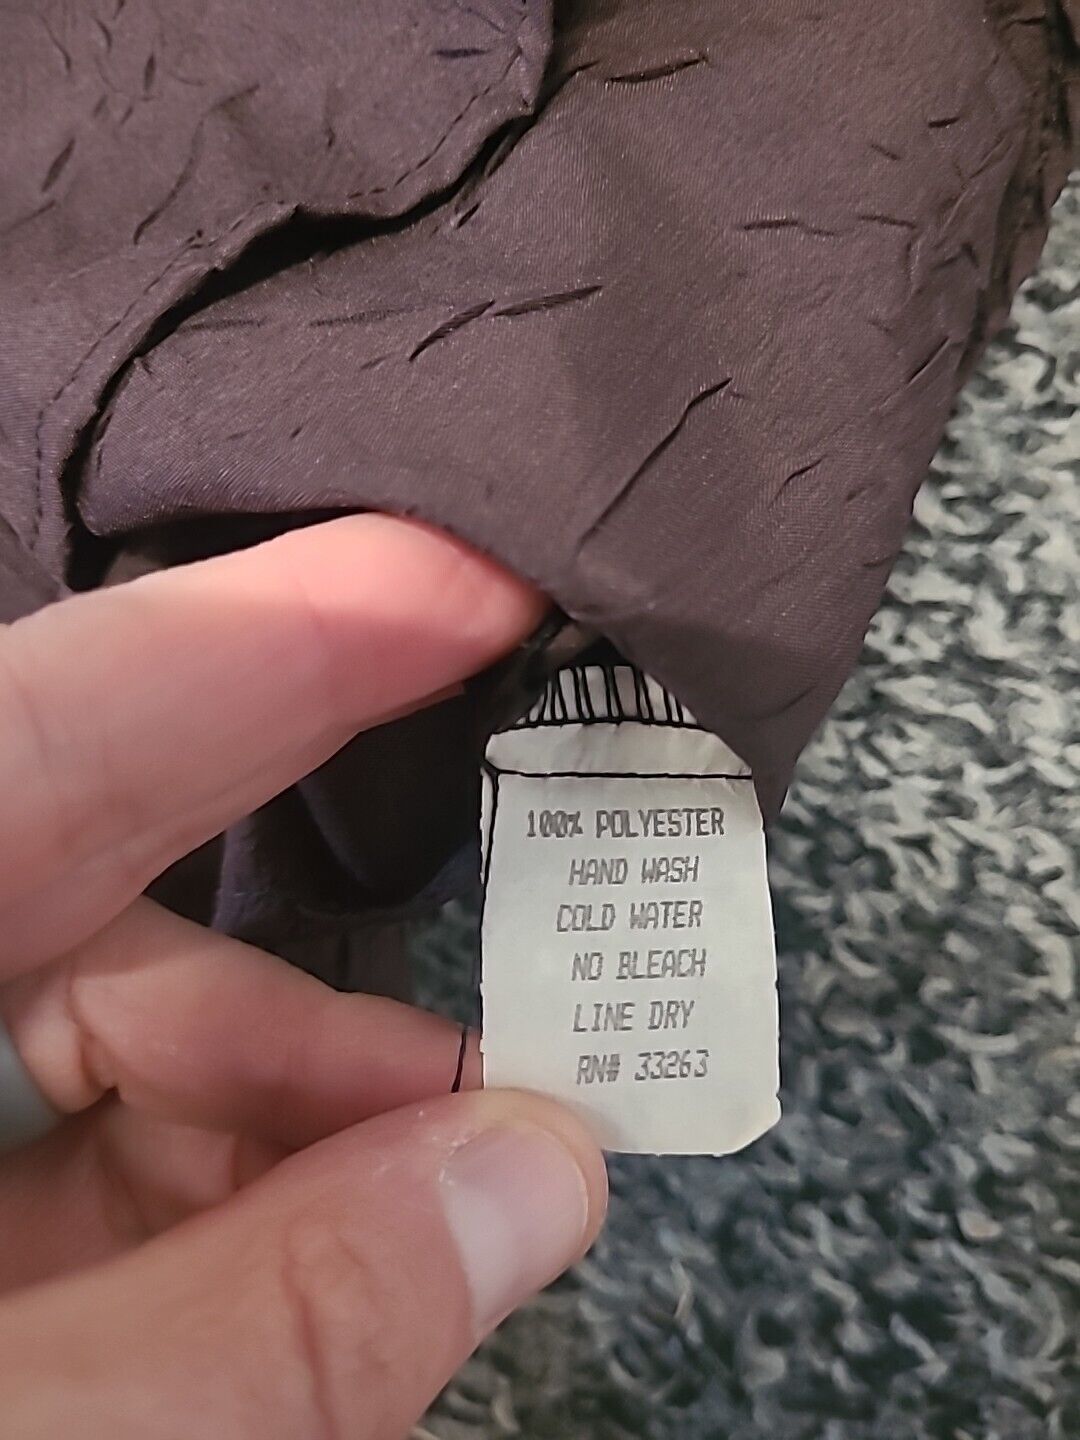 100% POLYESTER
HAND WASH
COLD WATER
NO BLEACH
LINE DRY
RN# 33263